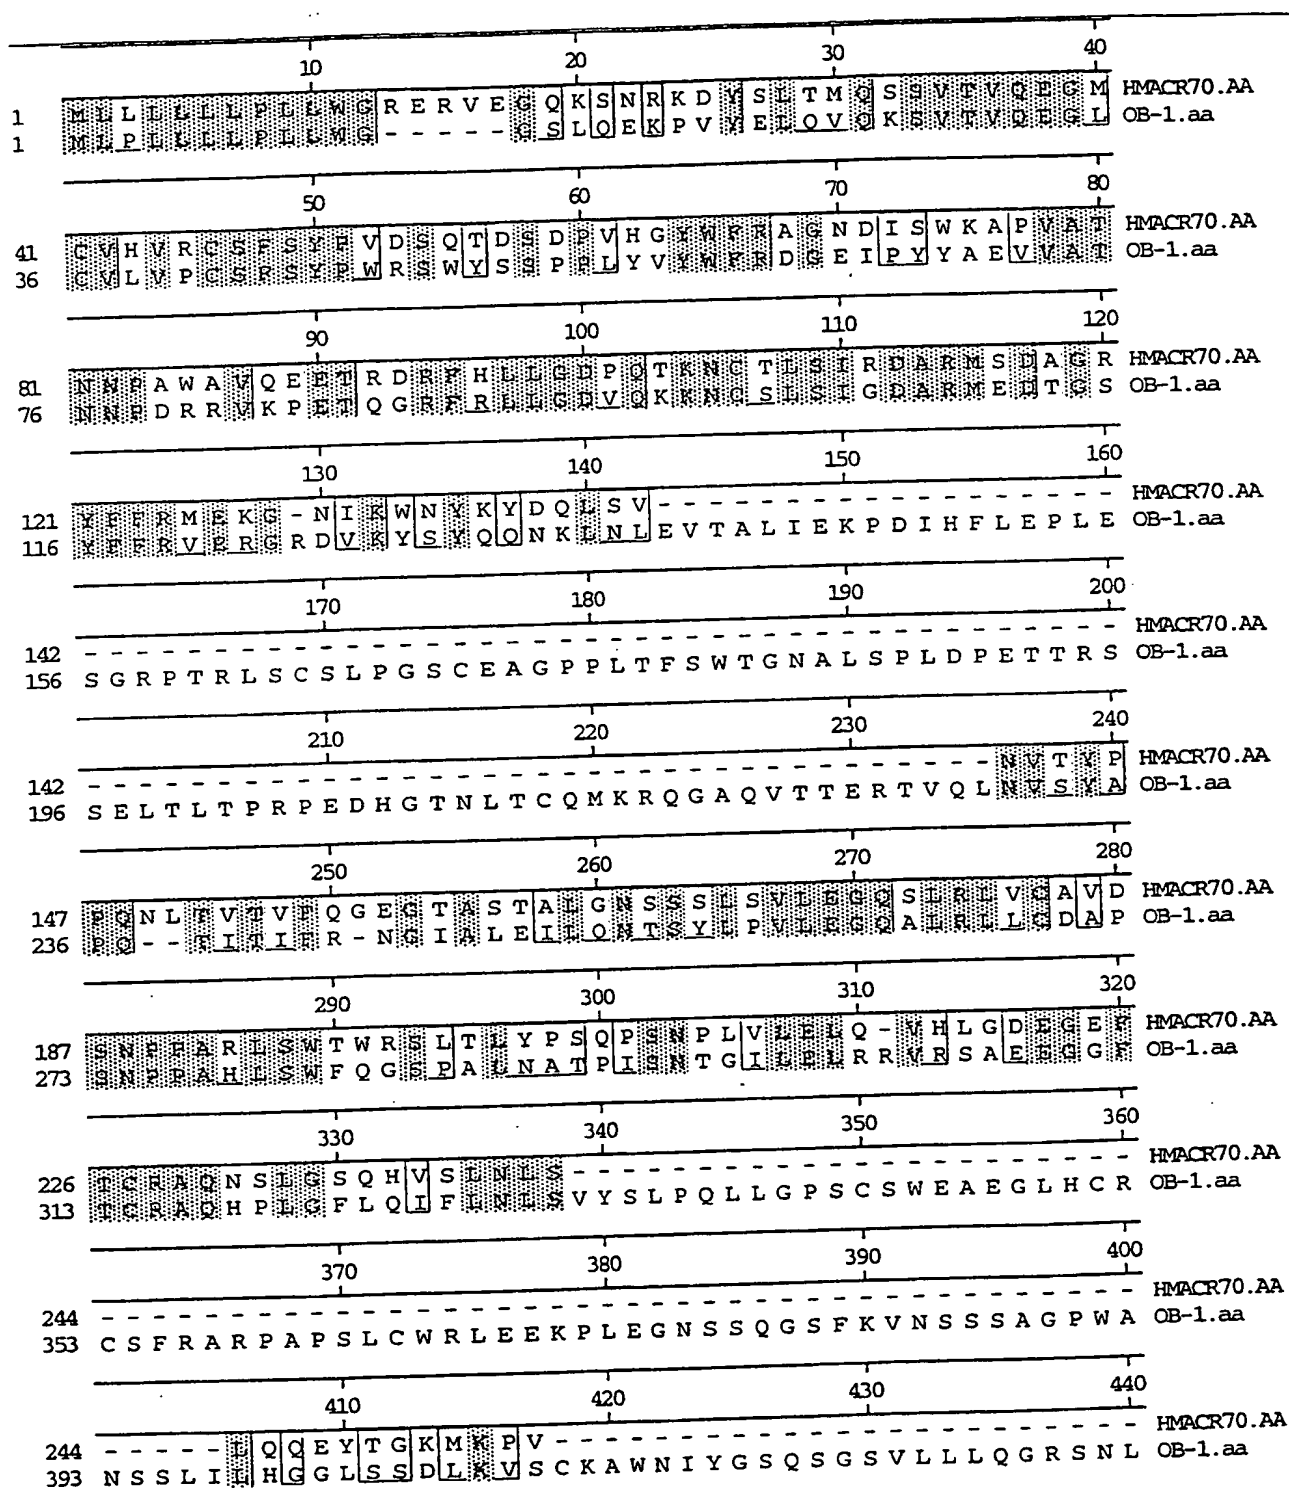 10 20 30 40
1 M L L L L L L P L L W G R E R V E G Q K S N R K D Y S L T M Q S S V T V Q E G M HMACR70.AA
1 M L P L L L L P L L W G - - - - - G S L Q E K P V Y E L Q V Q K S V T V Q E G L OB-1.aa
50 60 70 80
41 C V H V R C S F S Y P V D S Q T D S D P V H G Y W F R A G N D I S W K A P V A T HMACR70.AA
36 C V L V P C S R S Y P W R S W Y S S P P L Y V Y W F R D G E I P Y Y A E V V A T OB-1.aa
90 100 110 120
81 N N P A W A V Q E E T R D R F H L L G D P Q T K N C T L S I R D A R M S D A G R HMACR70.AA
76 N N P D R R V K P E T Q G R F R L L G D V Q K K N C S L S I G D A R M E D T G S OB-1.aa
130 140 150 160
121 Y F F R M E K G - N I K W N Y K Y D Q L S V - - - - - - - - - - - - - - - - - - HMACR70.AA
116 Y F F R V E R G R D V K Y S Y Q Q N K L N L E V T A L I E K P D I H F L E P L E OB-1.aa
170 180 190 200
142 - - - - - - - - - - - - - - - - - - - - - - - - - - - - - - - - - - - - - - - - HMACR70.AA
156 S G R P T R L S C S L P G S C E A G P P L T F S W T G N A L S P L D P E T T R S OB-1.aa
210 220 230 240
142 - - - - - - - - - - - - - - - - - - - - - - - - - - - - - - - - - - - N V T Y P HMACR70.AA
196 S E L T L T P R P E D H G T N L T C Q M K R Q G A Q V T T E R T V Q L N V S Y A OB-1.aa
250 260 270 280
147 P Q N L T V T V F Q G E G T A S T A L G N S S S L S V L E G Q S L R L V C A V D HMACR70.AA
236 P Q - - T I T I F R - N G I A L E I L Q N T S Y L P V L E G Q A L R L L C D A P OB-1.aa
290 300 310 320
187 S N P P A R L S W T W R S L T L Y P S Q P S N P L V L E L Q - V H L G D E G E F HMACR70.AA
273 S N P P A H L S W F Q G S P A L N A T P I S N T G I L E L R R V R S A E E G G F OB-1.aa
330 340 350 360
226 T C R A Q N S L G S Q H V S L N L S - - - - - - - - - - - - - - - - - - - - - - HMACR70.AA
313 T C R A Q H P L G F L Q I F L N L S V Y S L P Q L L G P S C S W E A E G L H C R OB-1.aa
370 380 390 400
244 - - - - - - - - - - - - - - - - - - - - - - - - - - - - - - - - - - - - - - - - HMACR70.AA
353 C S F R A R P A P S L C W R L E E K P L E G N S S Q G S F K V N S S S A G P W A OB-1.aa
410 420 430 440
244 - - - - - L Q Q E Y T G K M K P V - - - - - - - - - - - - - - - - - - - - - - - HMACR70.AA
393 N S S L I L H G G L S S D L K V S C K A W N I Y G S Q S G S V L L L L Q G R S N L OB-1.aa